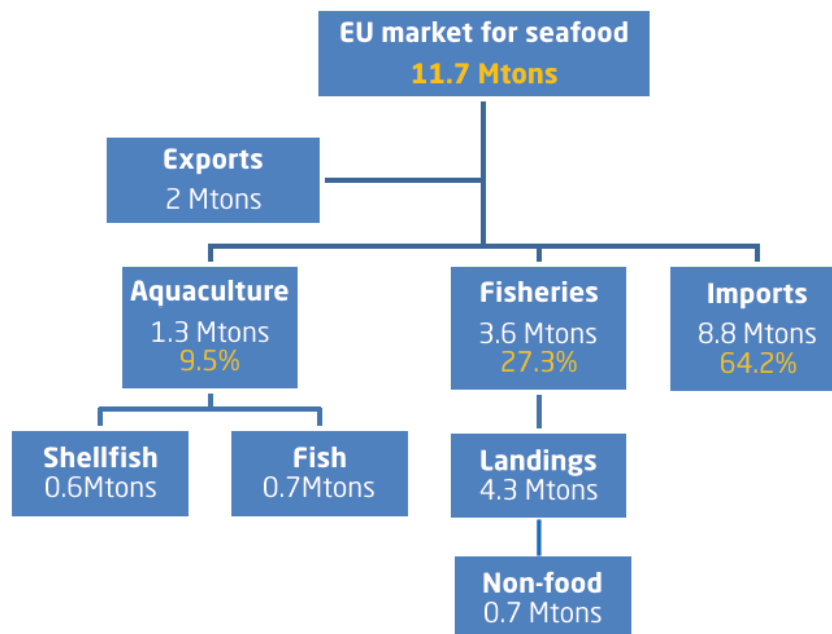 EU market for seafood
11.7 Mtons
Exports
2 Mtons
Aquaculture
1.3 Mtons
9.5%
Fisheries
3.6 Mtons
27.3%
Imports
8.8 Mtons
64.2%
Shellfish
0.6Mtons
Fish
0.7Mtons
Landings
4.3 Mtons
Non-food
0.7 Mtons